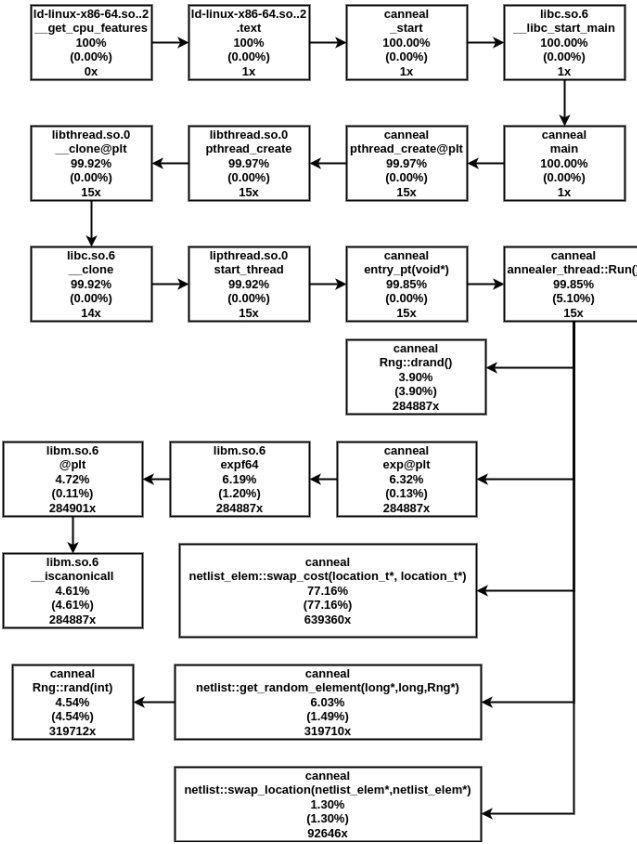 ld-linux-x86-64.so..2
__get_cpu_features
100%
(0.00%)
0x
ld-linux-x86-64.so..2
.text
100%
(0.00%)
1x
canneal
_start
100.00%
(0.00%)
1x
libc.so.6
__libc_start_main
100.00%
(0.00%)
1x
libthread.so.0
__clone@plt
99.92%
(0.00%)
15x
libthread.so.0
pthread_create
99.97%
(0.00%)
15x
canneal
pthread_create@plt
99.97%
(0.00%)
15x
canneal
main
100.00%
(0.00%)
1x
libc.so.6
__clone
99.92%
(0.00%)
14x
lipthread.so.0
start_thread
99.92%
(0.00%)
15x
canneal
entry_pt(void*)
99.85%
(0.00%)
15x
canneal
annealer_thread::Run()
99.85%
(5.10%)
15x
canneal
Rng::drand()
3.90%
(3.90%)
284887x
libm.so.6
@plt
4.72%
(0.11%)
284901x
libm.so.6
expf64
6.19%
(1.20%)
284887x
canneal
exp@plt
6.32%
(0.13%)
284887x
libm.so.6
__iscanonicall
4.61%
(4.61%)
284887x
canneal
netlist_elem::swap_cost(location_t*, location_t*)
77.16%
(77.16%)
639360x
canneal
Rng::rand(int)
4.54%
(4.54%)
319712x
canneal
netlist::get_random_element(long*,long,Rng*)
6.03%
(1.49%)
319710x
canneal
netlist::swap_location(netlist_elem*,netlist_elem*)
1.30%
(1.30%)
92646x